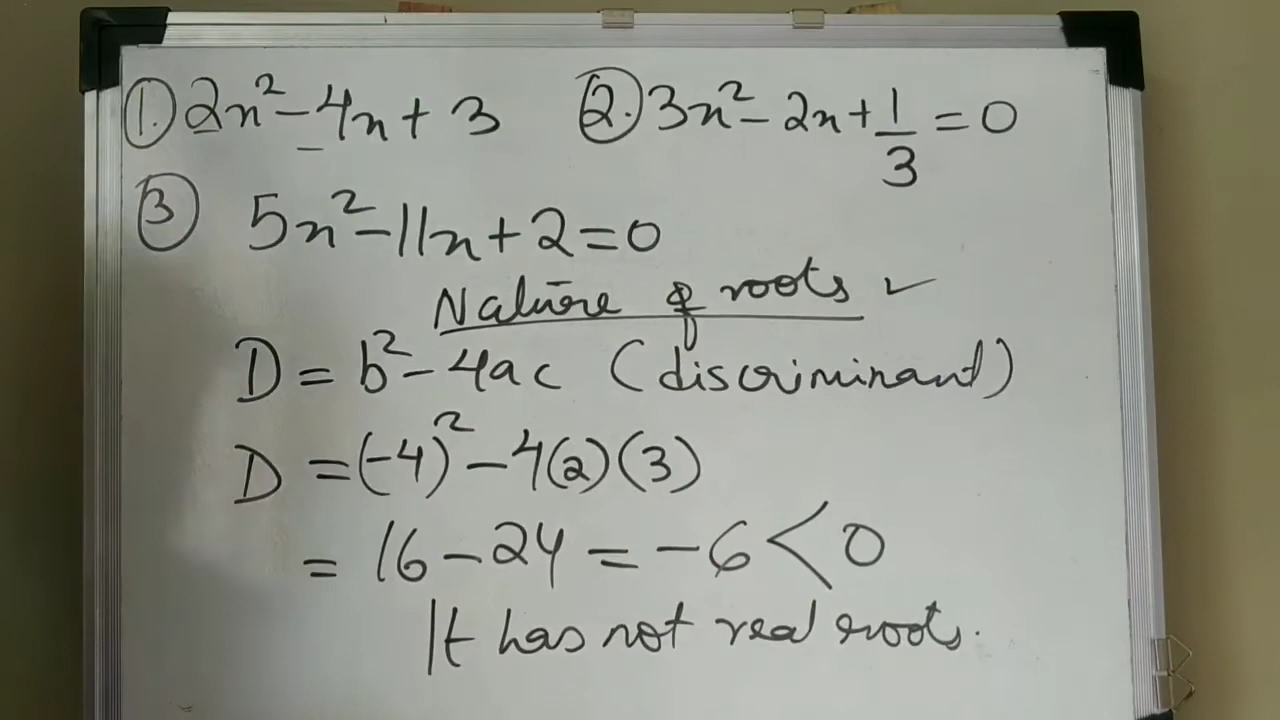 ① 2x² - 4x + 3 ② 3x² - 2x + 1/3 = 0
③ 5x² - 11x + 2 = 0
Nature of roots ✓
D = b² - 4ac (discriminant)
D = (-4)² - 4(2)(3)
= 16 - 24 = -6 < 0
It has not real roots.